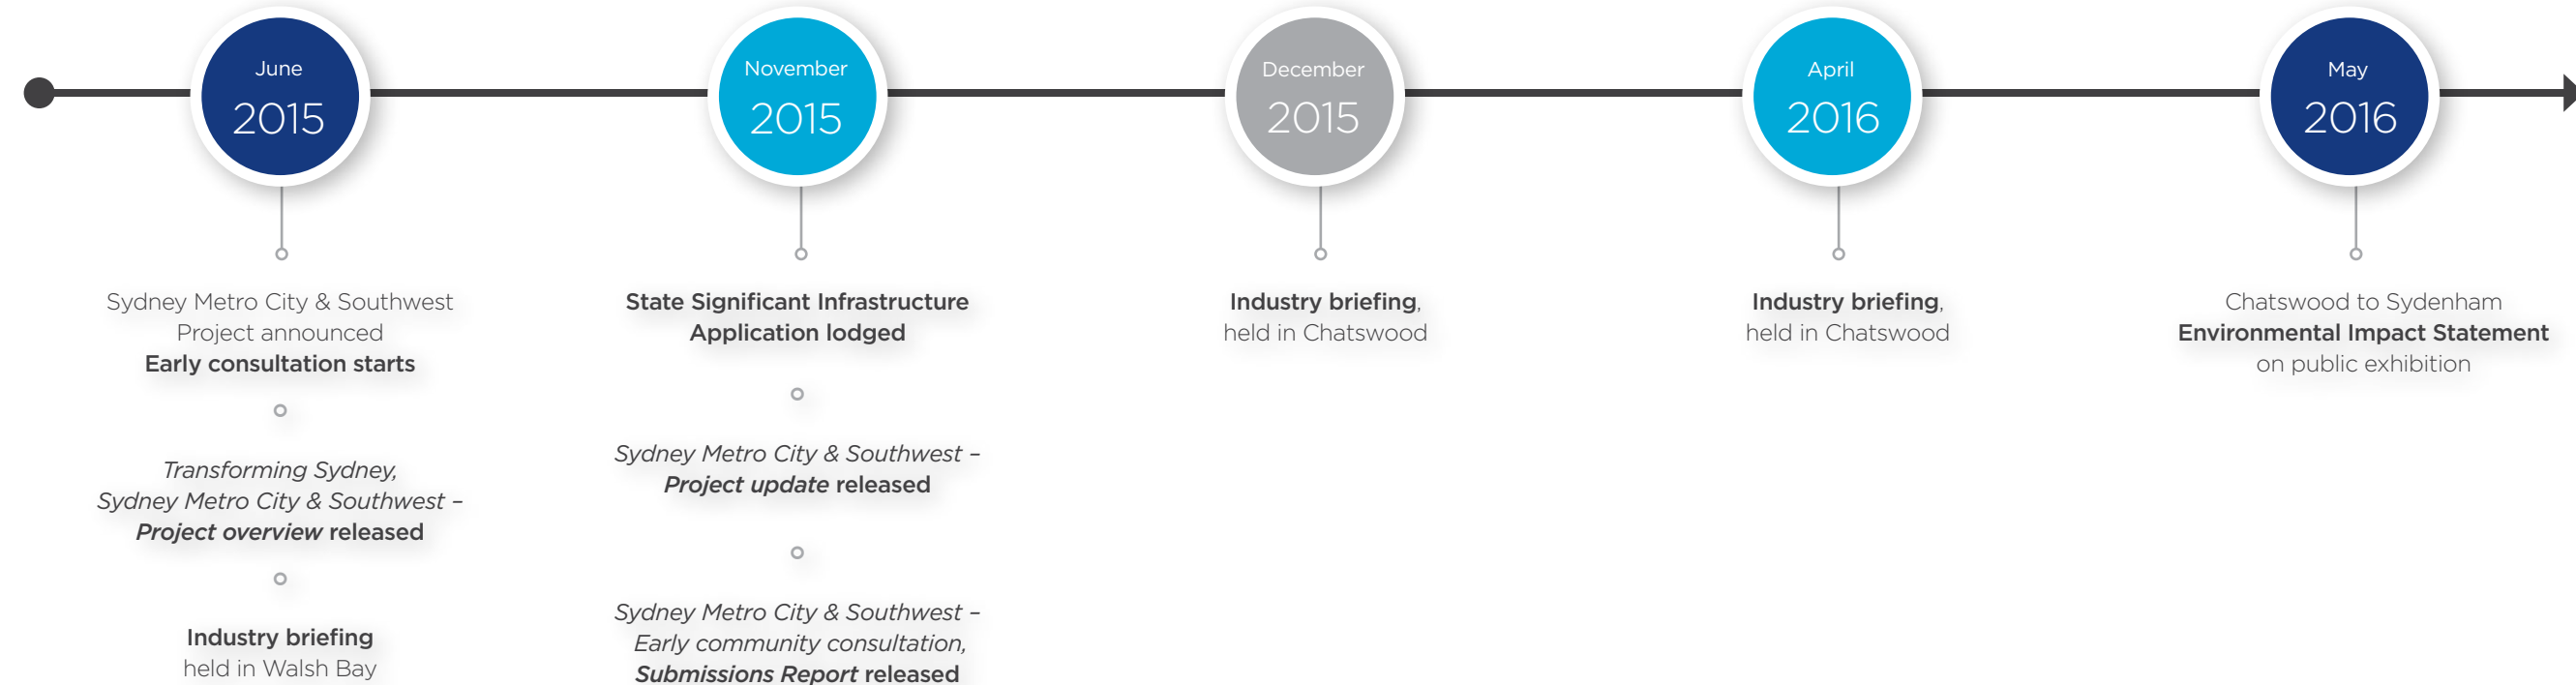 June
2015
Sydney Metro City & Southwest
Project announced
Early consultation starts
Transforming Sydney,
Sydney Metro City & Southwest –
Project overview released
Industry briefing
held in Walsh Bay
November
2015
State Significant Infrastructure
Application lodged
Sydney Metro City & Southwest –
Project update released
Sydney Metro City & Southwest –
Early community consultation,
Submissions Report released
December
2015
Industry briefing,
held in Chatswood
April
2016
Industry briefing,
held in Chatswood
May
2016
Chatswood to Sydenham
Environmental Impact Statement
on public exhibition